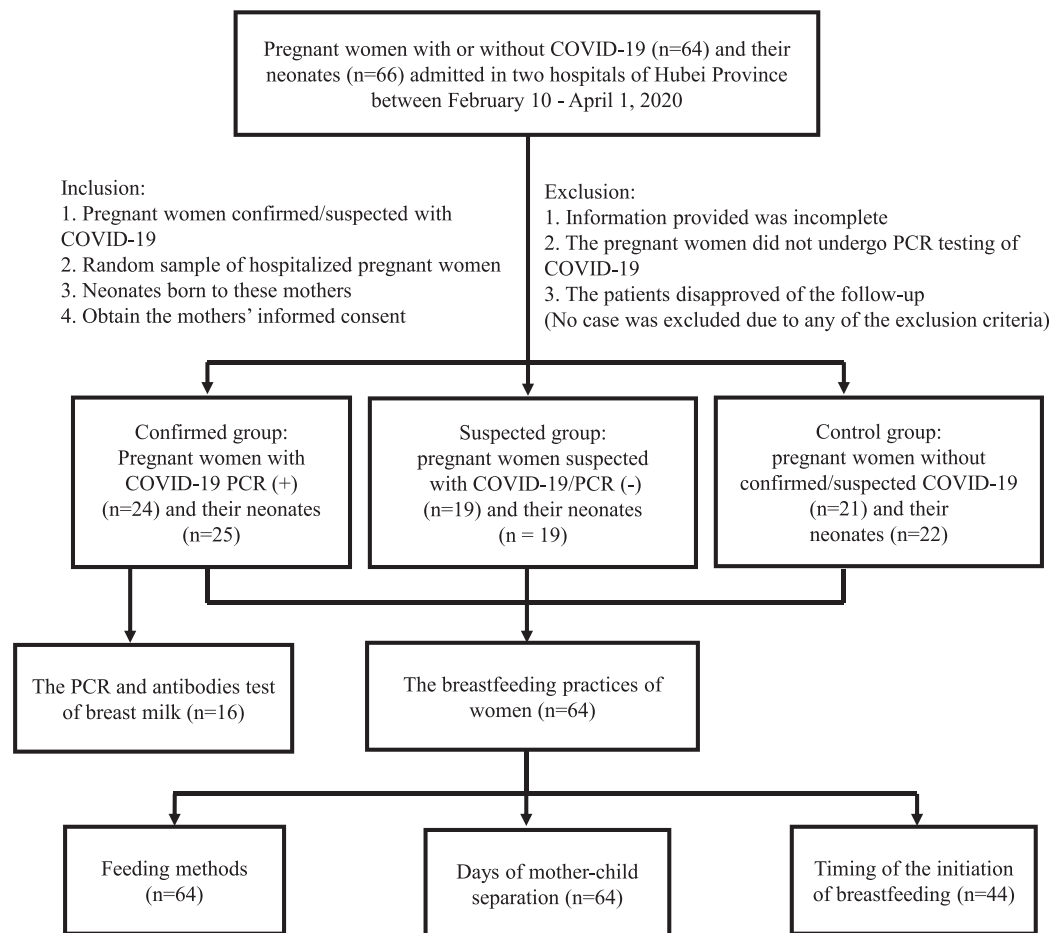 Pregnant women with or without COVID-19 (n=64) and their
neonates (n=66) admitted in two hospitals of Hubei Province
between February 10 - April 1, 2020
Inclusion:
1. Pregnant women confirmed/suspected with
COVID-19
2. Random sample of hospitalized pregnant women
3. Neonates born to these mothers
4. Obtain the mothers’ informed consent
Exclusion:
1. Information provided was incomplete
2. The pregnant women did not undergo PCR testing of
COVID-19
3. The patients disapproved of the follow-up
(No case was excluded due to any of the exclusion criteria)
Confirmed group:
Pregnant women with
COVID-19 PCR (+)
(n=24) and their neonates
(n=25)
Suspected group:
pregnant women suspected
with COVID-19/PCR (-)
(n=19) and their neonates
(n = 19)
Control group:
pregnant women without
confirmed/suspected COVID-19
(n=21) and their
neonates (n=22)
The PCR and antibodies test
of breast milk (n=16)
The breastfeeding practices of
women (n=64)
Feeding methods
(n=64)
Days of mother-child
separation (n=64)
Timing of the initiation
of breastfeeding (n=44)